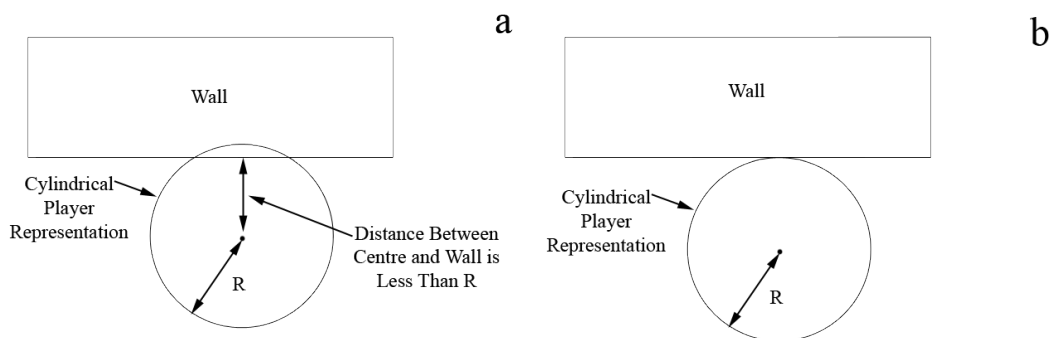 a
Wall
Cylindrical
Player
Representation
Distance Between
Centre and Wall is
Less Than R
R
b
Wall
Cylindrical
Player
Representation
R